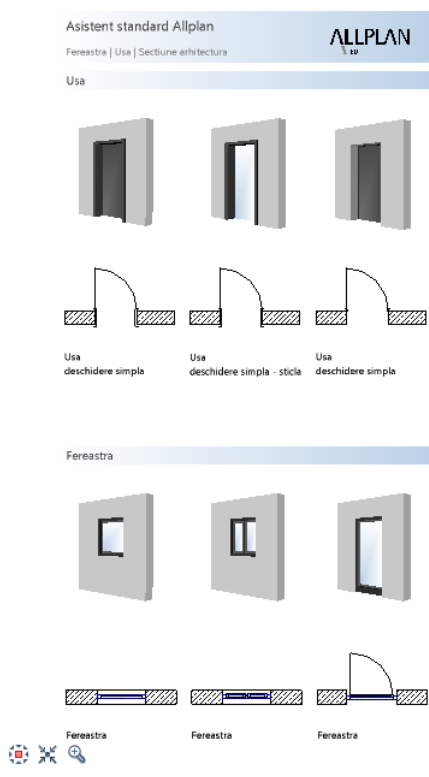 Asistent standard Allplan
ALLPLAN
Fereastra | Usa | Sectiune arhitectura
Usa
Usa
deschidere simpla
Usa
deschidere simpla - sticla
Usa
deschidere simpla
Fereastra
Fereastra
Fereastra
Fereastra